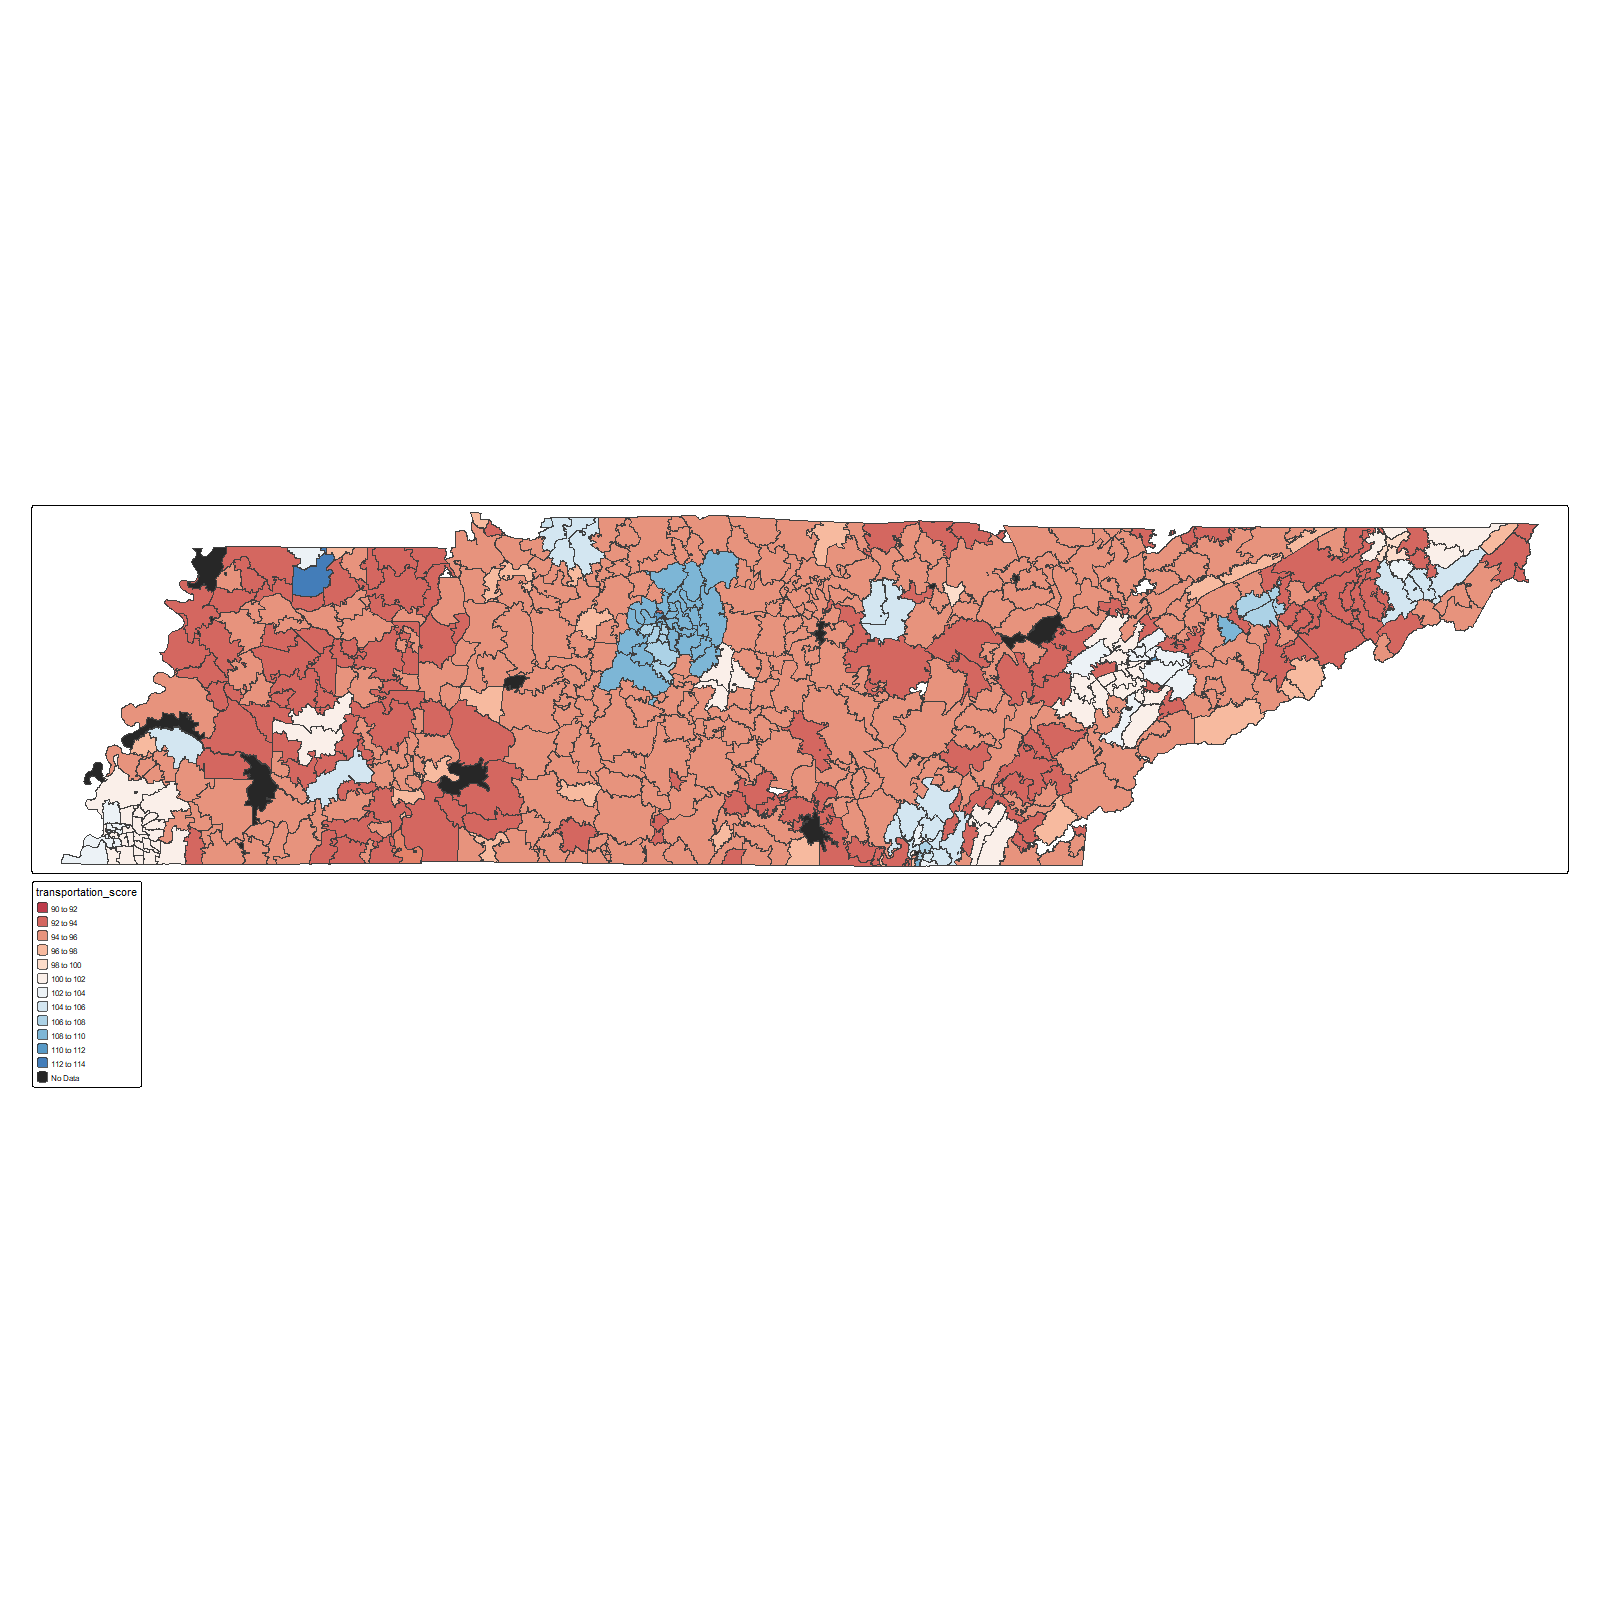 transportation_score
90 to 92
92 to 94
94 to 96
96 to 98
98 to 100
100 to 102
102 to 104
104 to 106
106 to 108
108 to 110
110 to 112
112 to 114
No Data